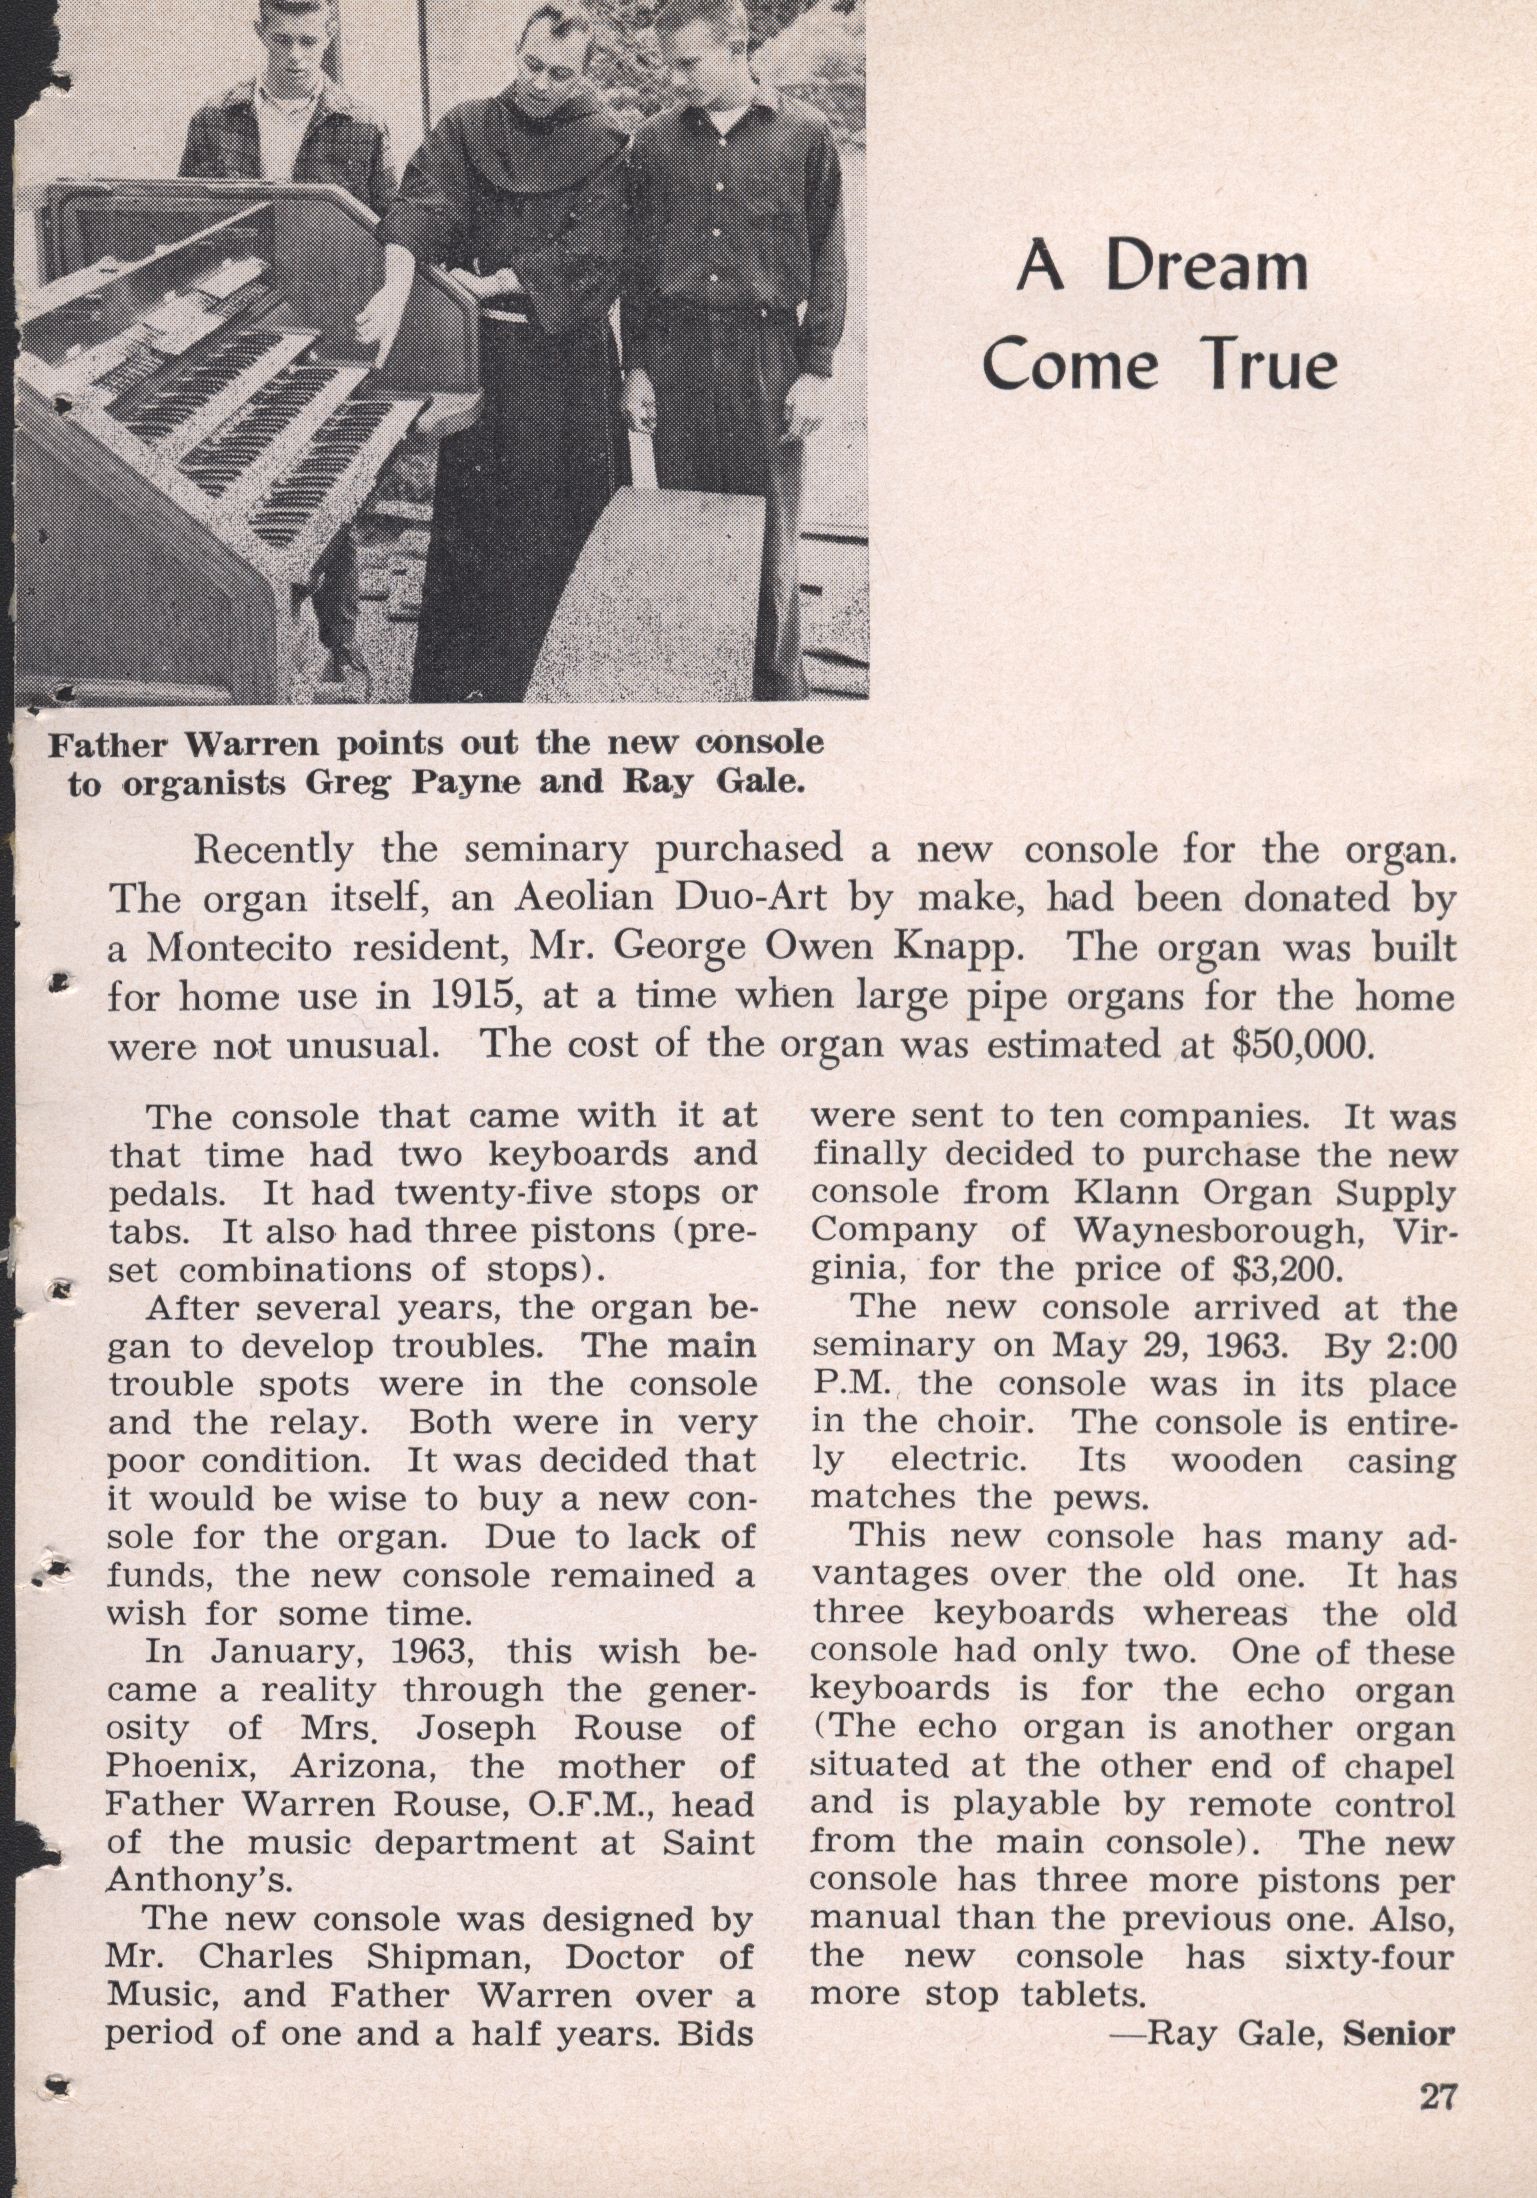 A Dream
Come True
Father Warren points out the new console
to organists Greg Payne and Ray Gale.
Recently the seminary purchased a new console for the organ.
The organ itself, an Aeolian Duo-Art by make, had been donated by
a Montecito resident, Mr. George Owen Knapp. The organ was built
for home use in 1915, at a time when large pipe organs for the home
were not unusual. The cost of the organ was estimated at $50,000.
The console that came with it at
that time had two keyboards and
pedals. It had twenty-five stops or
tabs. It also had three pistons (pre-
set combinations of stops).
After several years, the organ be-
gan to develop troubles. The main
trouble spots were in the console
and the relay. Both were in very
poor condition. It was decided that
it would be wise to buy a new con-
sole for the organ. Due to lack of
funds, the new console remained a
wish for some time.
In January, 1963, this wish be-
came a reality through the gener-
osity of Mrs. Joseph Rouse of
Phoenix, Arizona, the mother of
Father Warren Rouse, O.F.M., head
of the music department at Saint
Anthony's.
The new console was designed by
Mr. Charles Shipman, Doctor of
Music, and Father Warren over a
period of one and a half years. Bids
were sent to ten companies. It was
finally decided to purchase the new
console from Klann Organ Supply
Company of Waynesborough, Vir-
ginia, for the price of $3,200.
The new console arrived at the
seminary on May 29, 1963. By 2:00
P.M., the console was in its place
in the choir. The console is entire-
ly electric. Its wooden casing
matches the pews.
This new console has many ad-
vantages over the old one. It has
three keyboards whereas the old
console had only two. One of these
keyboards is for the echo organ
(The echo organ is another organ
situated at the other end of chapel
and is playable by remote control
from the main console). The new
console has three more pistons per
manual than the previous one. Also,
the new console has sixty-four
more stop tablets.
—Ray Gale, Senior
27